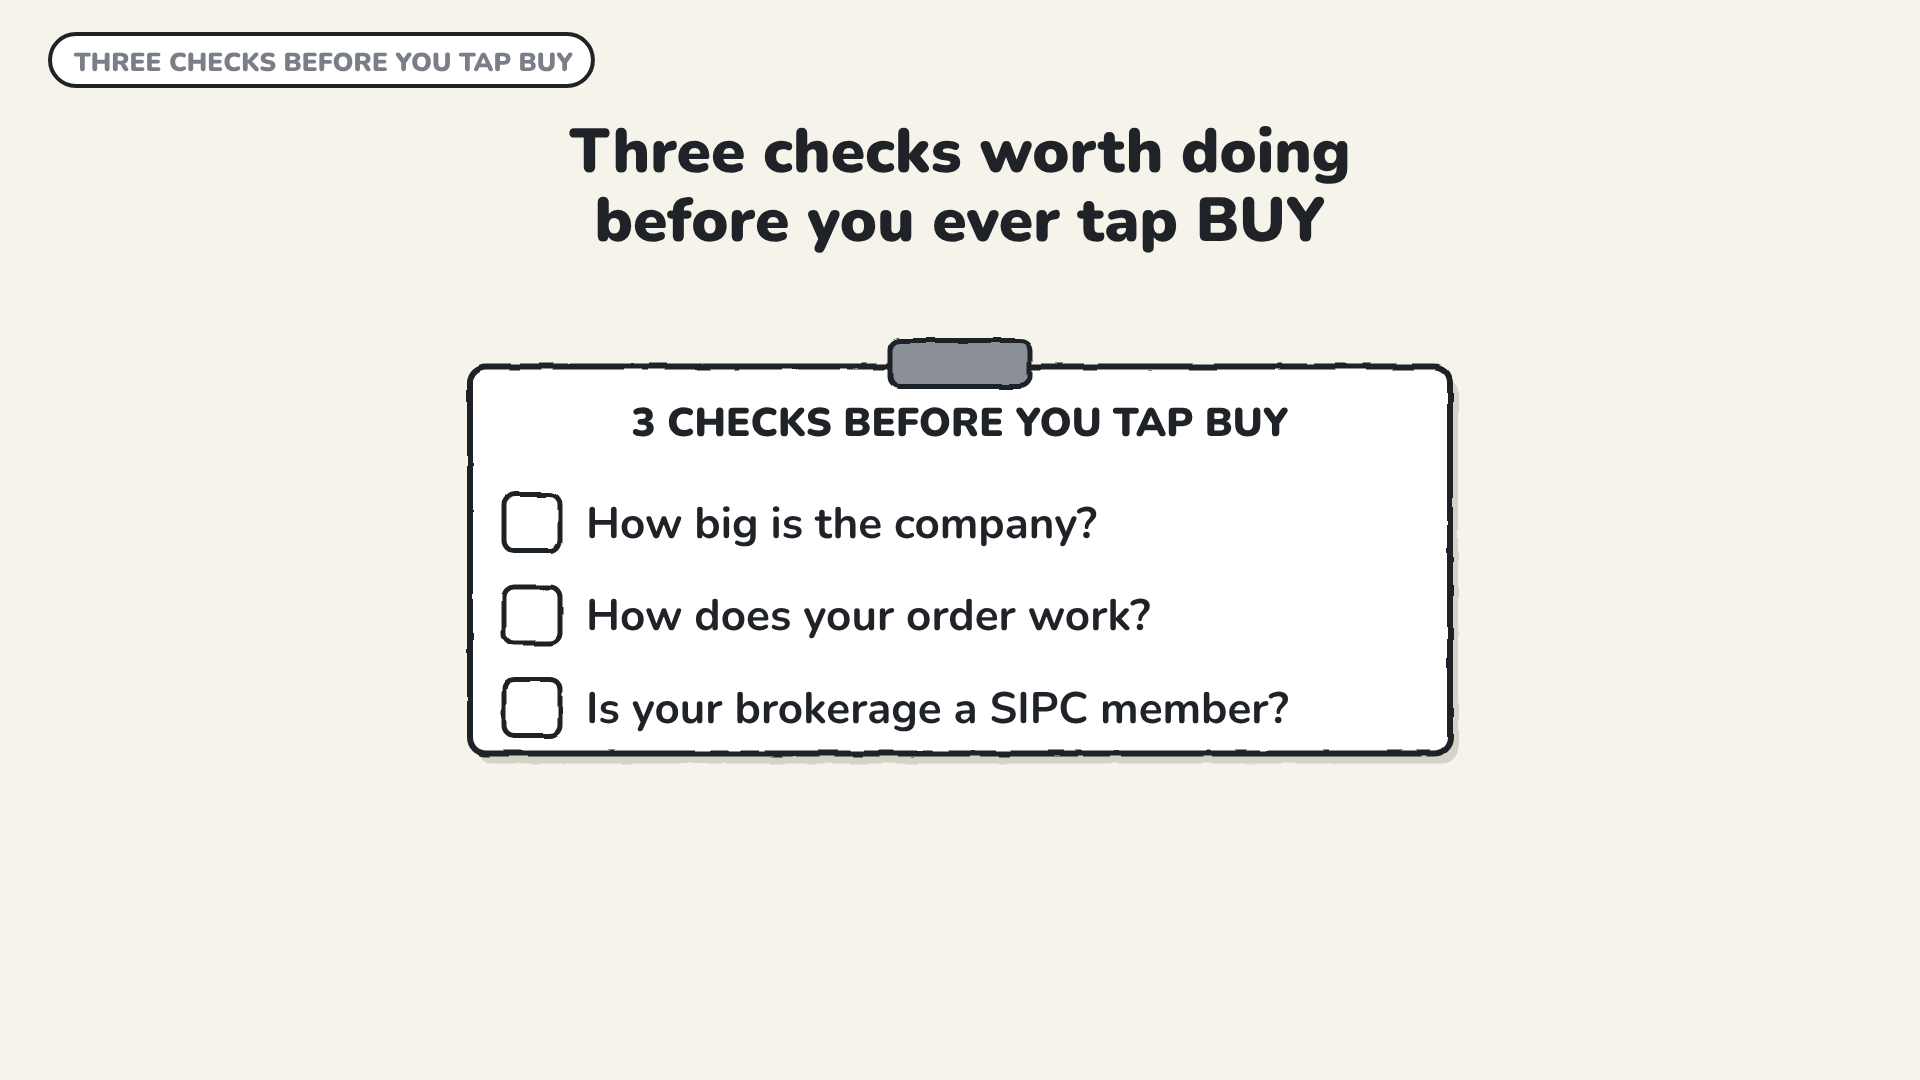 THREE CHECKS BEFORE YOU TAP BUY
Three checks worth doing
before you ever tap BUY
3 CHECKS BEFORE YOU TAP BUY
How big is the company?
How does your order work?
Is your brokerage a SIPC member?